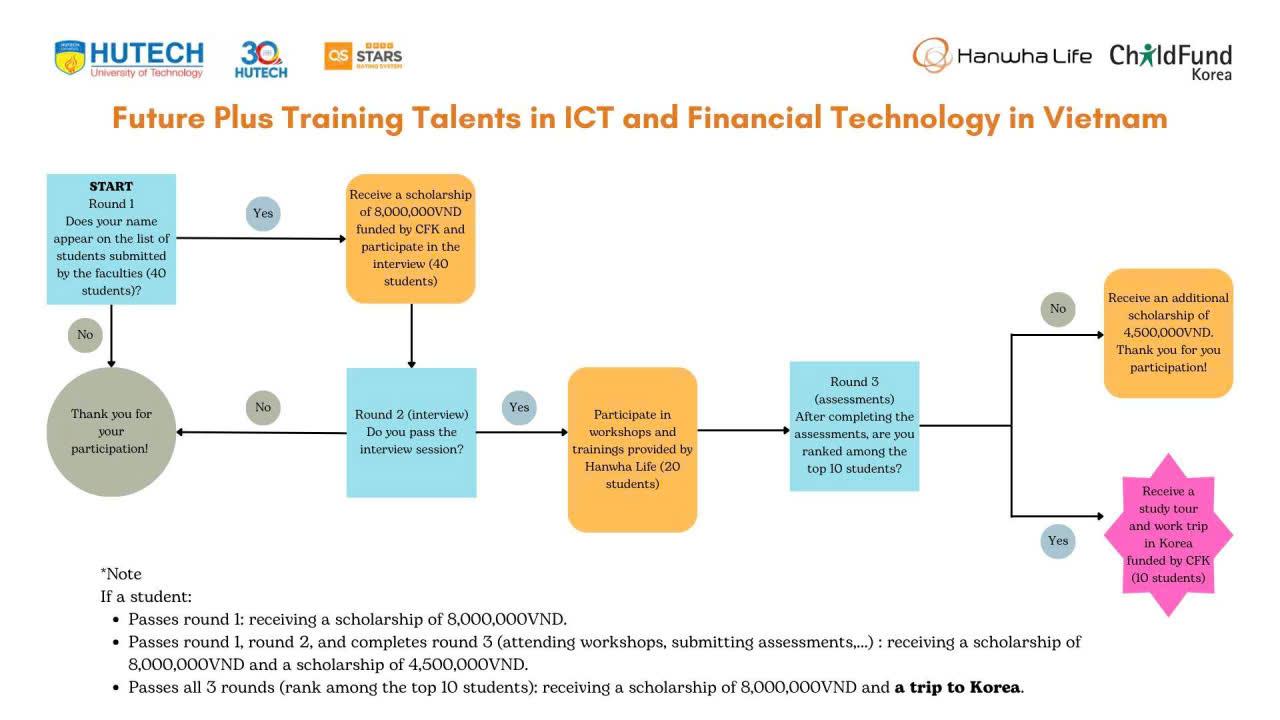 HUTECH
University of Technology
30
HUTECH
QS
STARS
RATING SYSTEM
Hanwha Life
ChildFund
Korea
Future Plus Training Talents in ICT and Financial Technology in Vietnam
START
Round 1
Does your name
appear on the list of
students submitted
by the faculties (40
students)?
Yes
Receive a scholarship
of 8,000,000VND
funded by CFK and
participate in the
interview (40
students)
No
Thank you for
your
participation!
No
Round 2 (interview)
Do you pass the
interview session?
Yes
Participate in
workshops and
trainings provided by
Hanwha Life (20
students)
Round 3
(assessments)
After completing the
assessments, are you
ranked among the
top 10 students?
No
Receive an additional
scholarship of
4,500,000VND.
Thank you for you
participation!
Yes
Receive a
study tour
and work trip
in Korea
funded by CFK
(10 students)
*Note
If a student:
• Passes round 1: receiving a scholarship of 8,000,000VND.
• Passes round 1, round 2, and completes round 3 (attending workshops, submitting assessments,...) : receiving a scholarship of
8,000,000VND and a scholarship of 4,500,000VND.
• Passes all 3 rounds (rank among the top 10 students): receiving a scholarship of 8,000,000VND and a trip to Korea.